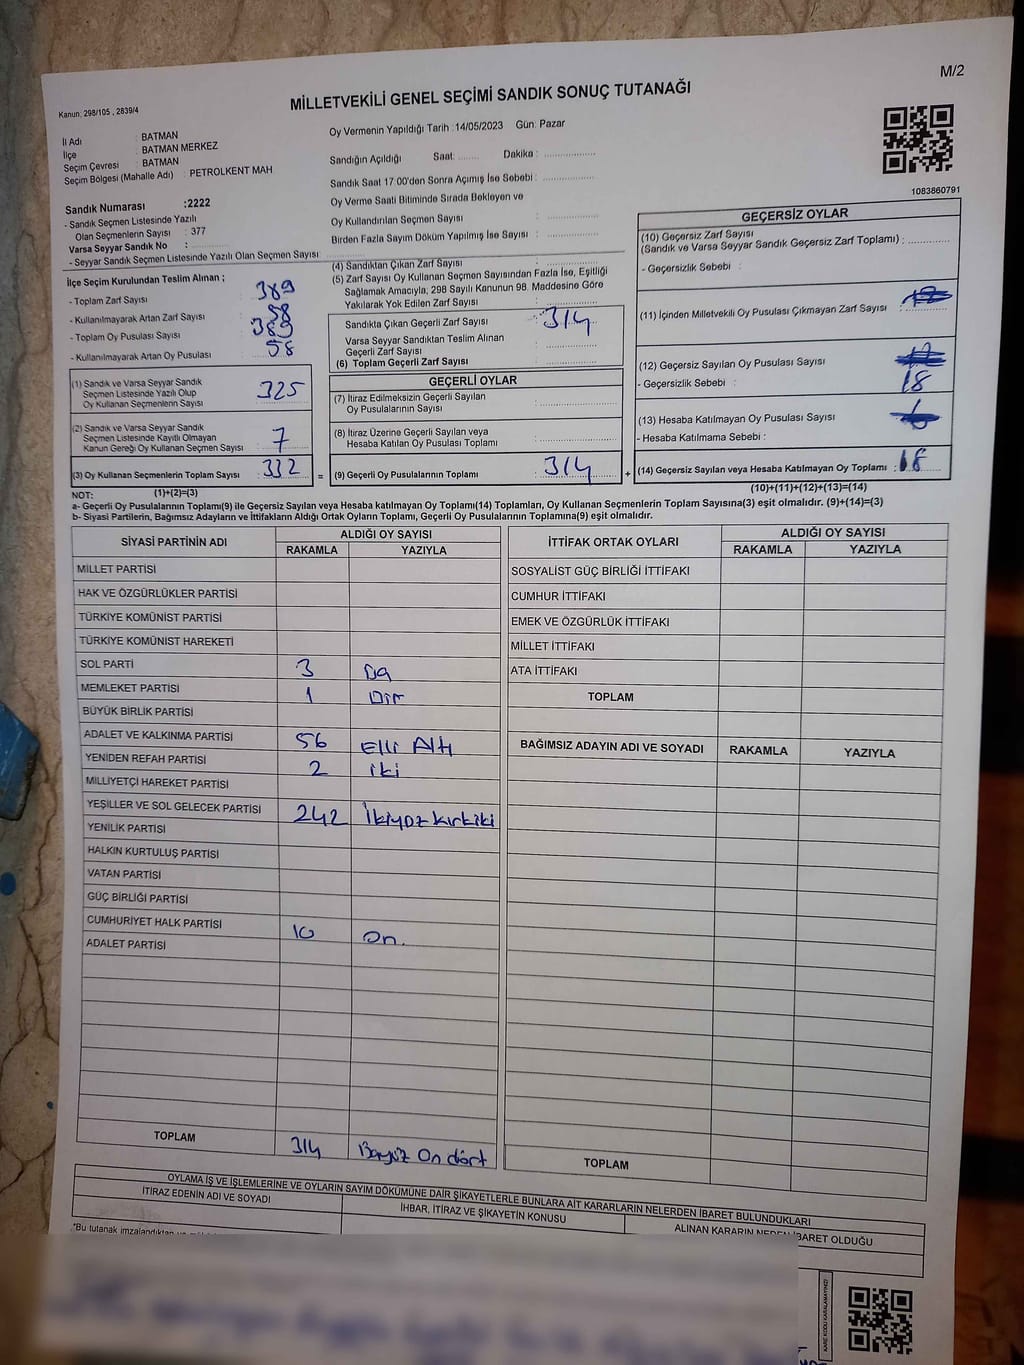 M/2
Kanun: 298/105 , 2839/4
MİLLETVEKİLİ GENEL SEÇİMİ SANDIK SONUÇ TUTANAĞI
İl Adı : BATMAN
İlçe : BATMAN MERKEZ
Seçim Çevresi : BATMAN
Seçim Bölgesi (Mahalle Adı) : PETROLKENT MAH
Sandık Numarası :2222
- Sandık Seçmen Listesinde Yazılı
Olan Seçmenlerin Sayısı : 377
Varsa Seyyar Sandık No :
- Seyyar Sandık Seçmen Listesinde Yazılı Olan Seçmen Sayısı
Oy Vermenin Yapıldığı Tarih :14/05/2023 Gün: Pazar
Sandığın Açıldığı Saat: Dakika :
Sandık Saat 17:00'den Sonra Açımış İse Sebebi :
Oy Verme Saati Bitiminde Sırada Bekleyen ve
Oy Kullandırılan Seçmen Sayısı :
Birden Fazla Sayım Döküm Yapılmış İse Sayısı :
1083860791
İlçe Seçim Kurulundan Teslim Alınan ;
- Toplam Zarf Sayısı : 389
- Kullanılmayarak Artan Zarf Sayısı : 58
- Toplam Oy Pusulası Sayısı : 389
- Kullanılmayarak Artan Oy Pusulası : 58
(1) Sandık ve Varsa Seyyar Sandık
Seçmen Listesinde Yazılı Olup
Oy Kullanan Seçmenlerin Sayısı : 325
(2) Sandık ve Varsa Seyyar Sandık
Seçmen Listesinde Kayıtlı Olmayan
Kanun Gereği Oy Kullanan Seçmen Sayısı : 7
(3) Oy Kullanan Seçmenlerin Toplam Sayısı : 332
(4) Sandıktan Çıkan Zarf Sayısı :
(5) Zarf Sayısı Oy Kullanan Seçmen Sayısından Fazla İse, Eşitliği
Sağlamak Amacıyla, 298 Sayılı Kanunun 98. Maddesine Göre
Yakılarak Yok Edilen Zarf Sayısı :
Sandıkta Çıkan Geçerli Zarf Sayısı : 314
Varsa Seyyar Sandıktan Teslim Alınan
Geçerli Zarf Sayısı :
(6) Toplam Geçerli Zarf Sayısı :
GEÇERLİ OYLAR
(7) İtiraz Edilmeksizin Geçerli Sayılan
Oy Pusulalarının Sayısı :
(8) İtiraz Üzerine Geçerli Sayılan veya
Hesaba Katılan Oy Pusulası Toplamı :
= (9) Geçerli Oy Pusulalarının Toplamı : 314 +
GEÇERSİZ OYLAR
(10) Geçersiz Zarf Sayısı
(Sandık ve Varsa Seyyar Sandık Geçersiz Zarf Toplamı) :
- Geçersizlik Sebebi :
(11) İçinden Milletvekili Oy Pusulası Çıkmayan Zarf Sayısı :
(12) Geçersiz Sayılan Oy Pusulası Sayısı :
- Geçersizlik Sebebi : 18
(13) Hesaba Katılmayan Oy Pusulası Sayısı :
- Hesaba Katılmama Sebebi :
(14) Geçersiz Sayılan veya Hesaba Katılmayan Oy Toplamı : 18
NOT: (1)+(2)=(3)
(10)+(11)+(12)+(13)=(14)
a- Geçerli Oy Pusulalarının Toplamı(9) ile Geçersiz Sayılan veya Hesaba Katılmayan Oy Toplamı(14) Toplamları, Oy Kullanan Seçmenlerin Toplam Sayısına(3) eşit olmalıdır. (9)+(14)=(3)
b- Siyasi Partilerin, Bağımsız Adayların ve İttifakların Aldığı Ortak Oyların Toplamı, Geçerli Oy Pusulalarının Toplamına(9) eşit olmalıdır.
SİYASİ PARTİNİN ADI ALDIĞI OY SAYISI
RAKAMLA YAZIYLA
MİLLET PARTİSİ
HAK VE ÖZGÜRLÜKLER PARTİSİ
TÜRKİYE KOMÜNİST PARTİSİ
TÜRKİYE KOMÜNİST HAREKETİ
SOL PARTİ 3
MEMLEKET PARTİSİ 1 Bir
BÜYÜK BİRLİK PARTİSİ
ADALET VE KALKINMA PARTİSİ 56 Elli Altı
YENİDEN REFAH PARTİSİ 2 iki
MİLLİYETÇİ HAREKET PARTİSİ
YEŞİLLER VE SOL GELECEK PARTİSİ 242 İkiyüz kırkiki
YENİLİK PARTİSİ
HALKIN KURTULUŞ PARTİSİ
VATAN PARTİSİ
GÜÇ BİRLİĞİ PARTİSİ
CUMHURİYET HALK PARTİSİ 10 On.
ADALET PARTİSİ
TOPLAM 314 On dört
İTTİFAK ORTAK OYLARI ALDIĞI OY SAYISI
RAKAMLA YAZIYLA
SOSYALİST GÜÇ BİRLİĞİ İTTİFAKI
CUMHUR İTTİFAKI
EMEK VE ÖZGÜRLÜK İTTİFAKI
MİLLET İTTİFAKI
ATA İTTİFAKI
TOPLAM
BAĞIMSIZ ADAYIN ADI VE SOYADI RAKAMLA YAZIYLA
TOPLAM
OYLAMA İŞ VE İŞLEMLERİNE VE OYLARIN SAYIM DÖKÜMÜNE DAİR ŞİKAYETLERLE BUNLARA AİT KARARLARIN NELERDEN İBARET BULUNDUKLARI
İTİRAZ EDENİN ADI VE SOYADI İHBAR, İTİRAZ VE ŞİKAYETİN KONUSU ALINAN KARARIN NEDEN İBARET OLDUĞU
"Bu tutanak imzalandıktan
KARE KODU KARALAMAYINIZ!